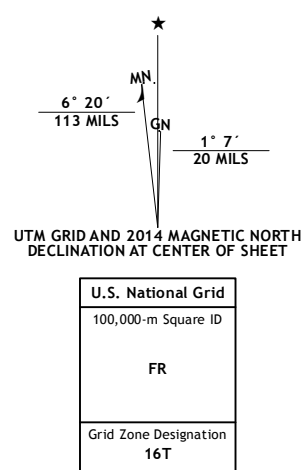 ★
MN.
6° 20´
113 MILS
GN
1° 7´
20 MILS
UTM GRID AND 2014 MAGNETIC NORTH
DECLINATION AT CENTER OF SHEET
U.S. National Grid
100,000-m Square ID
FR
Grid Zone Designation
16T